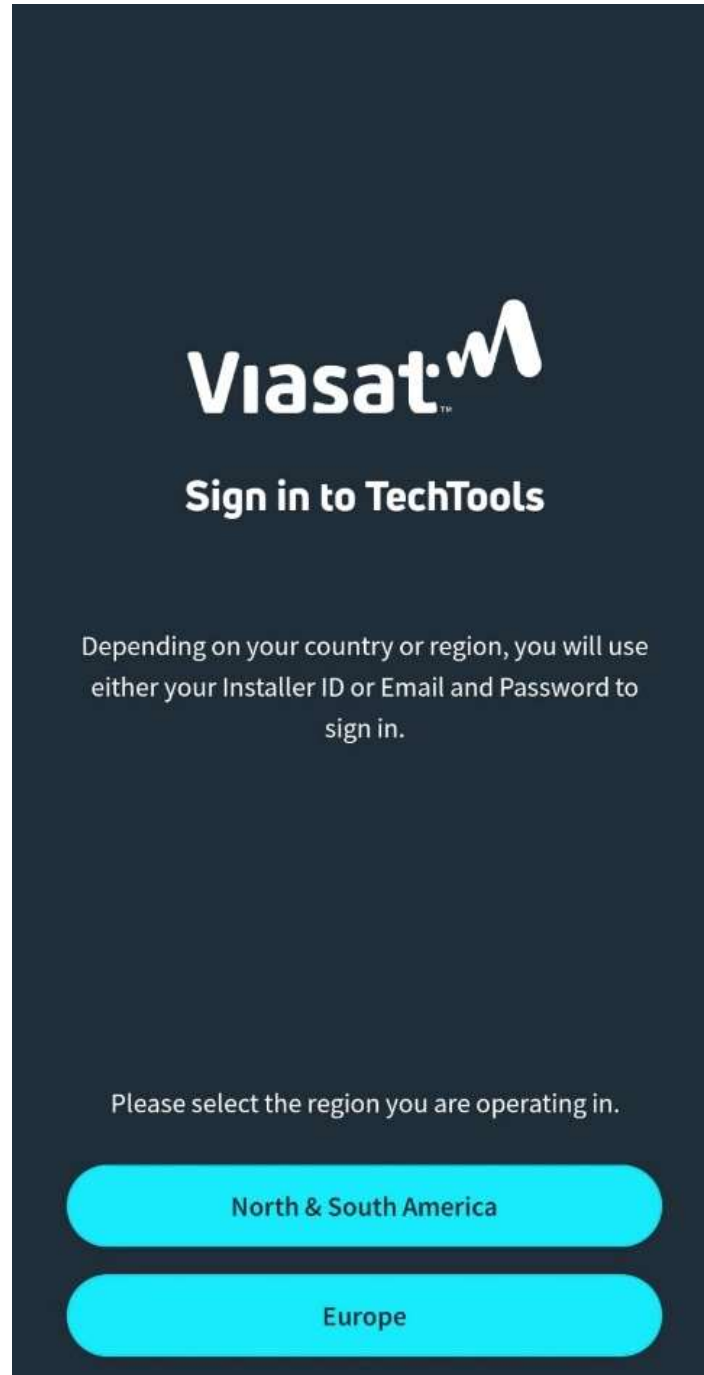 Viasat™
Sign in to TechTools
Depending on your country or region, you will use
either your Installer ID or Email and Password to
sign in.
Please select the region you are operating in.
North & South America
Europe